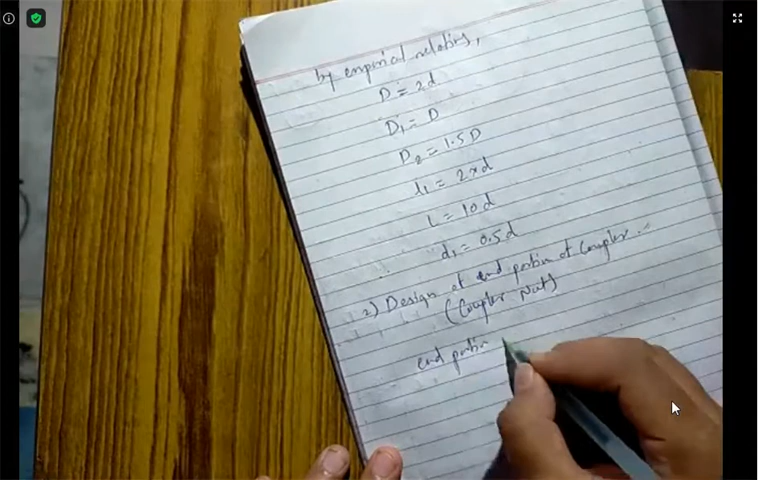 by empirical relations,
D = 2d
D₁ = D
D₂ = 1.5D
l₁ = 2×d
L = 10d
d₁ = 0.5d
2) Design of end portion of Coupler :-
(Coupler Nut)
end portion